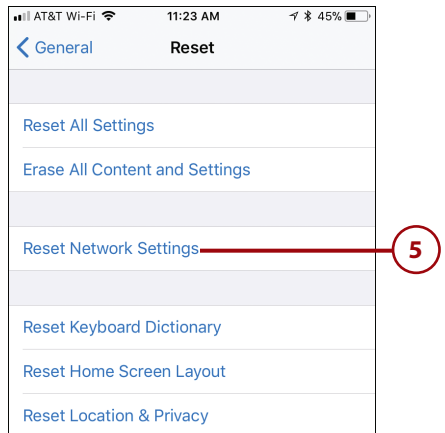 AT&T Wi-Fi 11:23 AM 45%
General Reset
Reset All Settings
Erase All Content and Settings
Reset Network Settings 5
Reset Keyboard Dictionary
Reset Home Screen Layout
Reset Location & Privacy